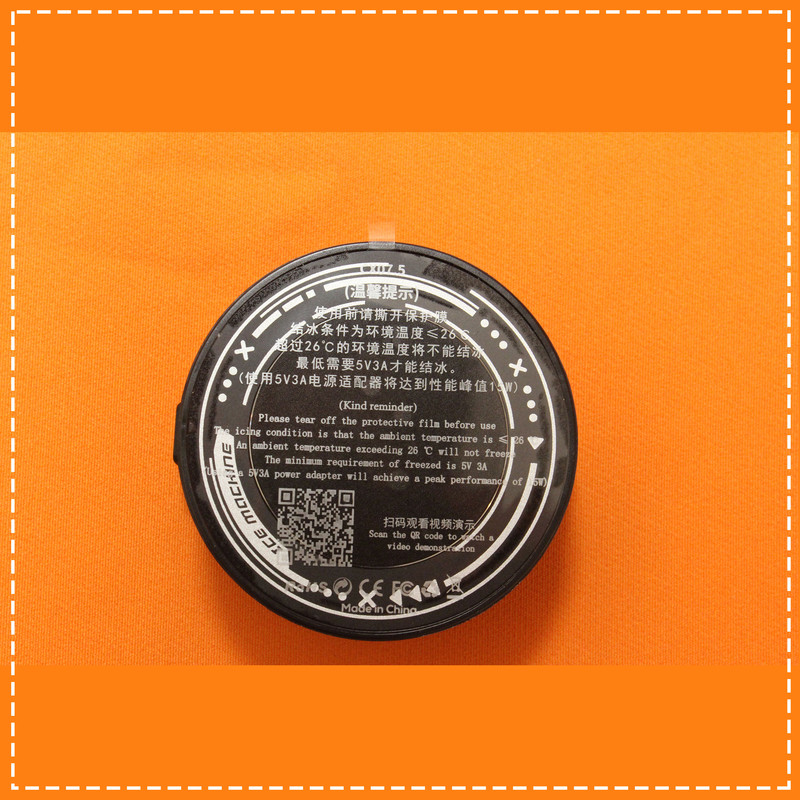 CX07.5
(温馨提示)
使用前请撕开保护膜
结冰条件为环境温度≤26℃
超过26℃的环境温度将不能结冰
最低需要5V3A才能结冰。
(使用5V3A电源适配器将达到性能峰值15W)
(Kind reminder)
Please tear off the protective film before use
The icing condition is that the ambient temperature is ≤ 26
An ambient temperature exceeding 26 ℃ will not freeze
The minimum requirement of freezed is 5V 3A
a 5V3A power adapter will achieve a peak performance of 15W)
扫码观看视频演示
Scan the QR code to watch a
video demonstration
ICE MACHINE
RoHS CE FC
Made in China